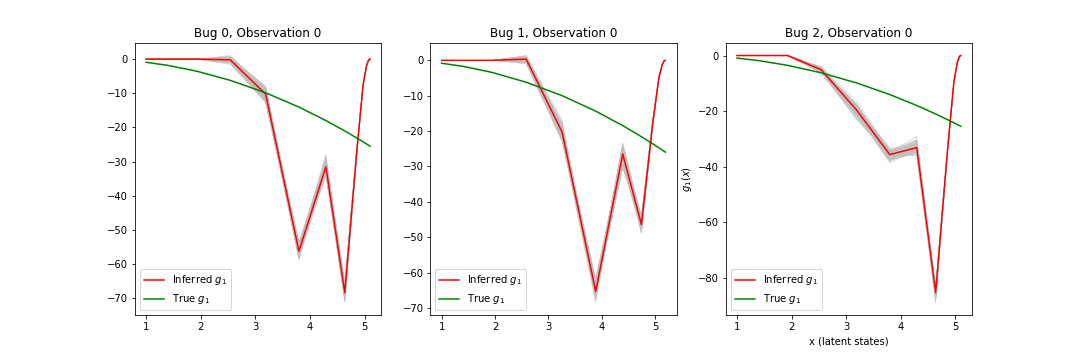 Bug 0, Observation 0
0
−10
−20
−30
−40
−50
−60
−70
1 2 3 4 5
Inferred g₁
True g₁
Bug 1, Observation 0
0
−10
−20
−30
−40
−50
−60
−70
1 2 3 4 5
Inferred g₁
True g₁
Bug 2, Observation 0
g₁(x)
0
−20
−40
−60
−80
1 2 3 4 5
x (latent states)
Inferred g₁
True g₁